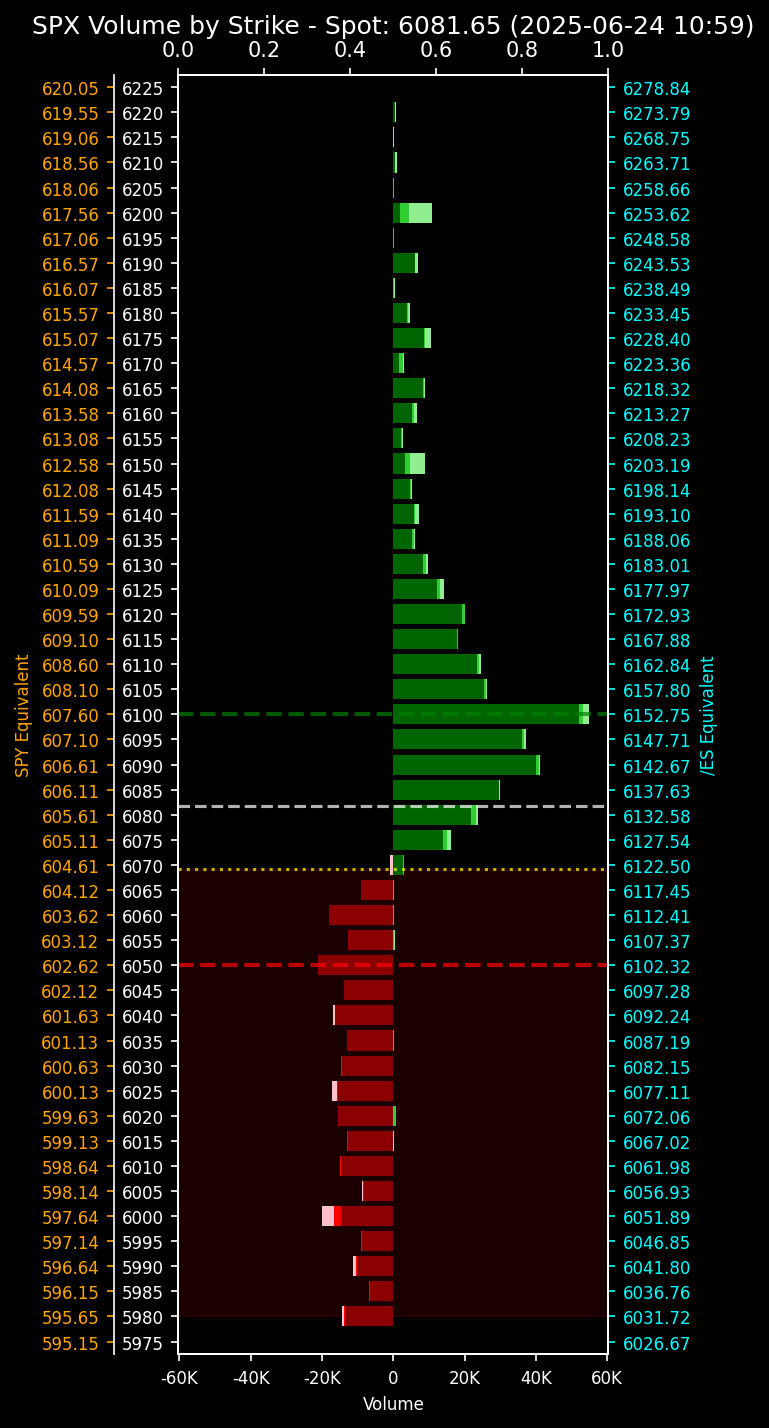 SPX Volume by Strike - Spot: 6081.65 (2025-06-24 10:59)
0.0 0.2 0.4 0.6 0.8 1.0
620.05 6225 6278.84
619.55 6220 6273.79
619.06 6215 6268.75
618.56 6210 6263.71
618.06 6205 6258.66
617.56 6200 6253.62
617.06 6195 6248.58
616.57 6190 6243.53
616.07 6185 6238.49
615.57 6180 6233.45
615.07 6175 6228.40
614.57 6170 6223.36
614.08 6165 6218.32
613.58 6160 6213.27
613.08 6155 6208.23
612.58 6150 6203.19
612.08 6145 6198.14
611.59 6140 6193.10
611.09 6135 6188.06
610.59 6130 6183.01
610.09 6125 6177.97
609.59 6120 6172.93
609.10 6115 6167.88
608.60 6110 6162.84
608.10 6105 6157.80
607.60 6100 6152.75
607.10 6095 6147.71
606.61 6090 6142.67
606.11 6085 6137.63
605.61 6080 6132.58
605.11 6075 6127.54
604.61 6070 6122.50
604.12 6065 6117.45
603.62 6060 6112.41
603.12 6055 6107.37
602.62 6050 6102.32
602.12 6045 6097.28
601.63 6040 6092.24
601.13 6035 6087.19
600.63 6030 6082.15
600.13 6025 6077.11
599.63 6020 6072.06
599.13 6015 6067.02
598.64 6010 6061.98
598.14 6005 6056.93
597.64 6000 6051.89
597.14 5995 6046.85
596.64 5990 6041.80
596.15 5985 6036.76
595.65 5980 6031.72
595.15 5975 6026.67
SPY Equivalent
/ES Equivalent
-60K -40K -20K 0 20K 40K 60K
Volume